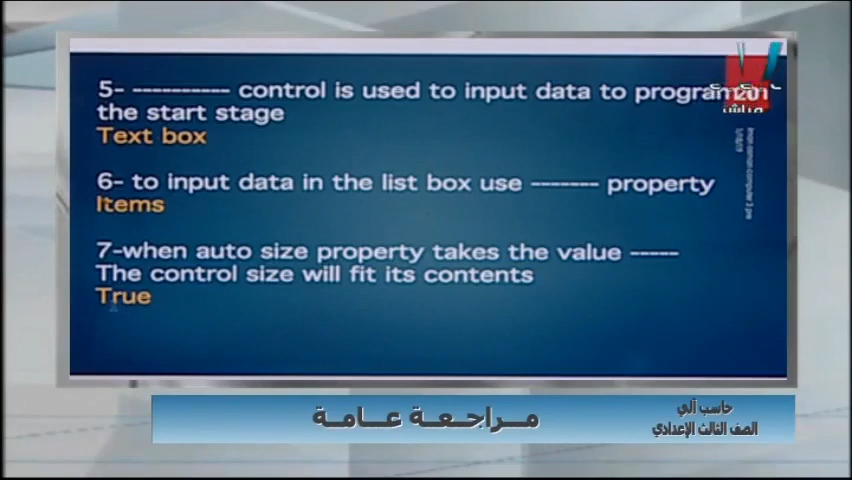 5- ---------- control is used to input data to program
the start stage
Text box
6- to input data in the list box use ------- property
Items
7-when auto size property takes the value -----
The control size will fit its contents
True
مـــراجـــعـــة عـــامـــة
حاسب آلي
الصف الثالث الإعدادي